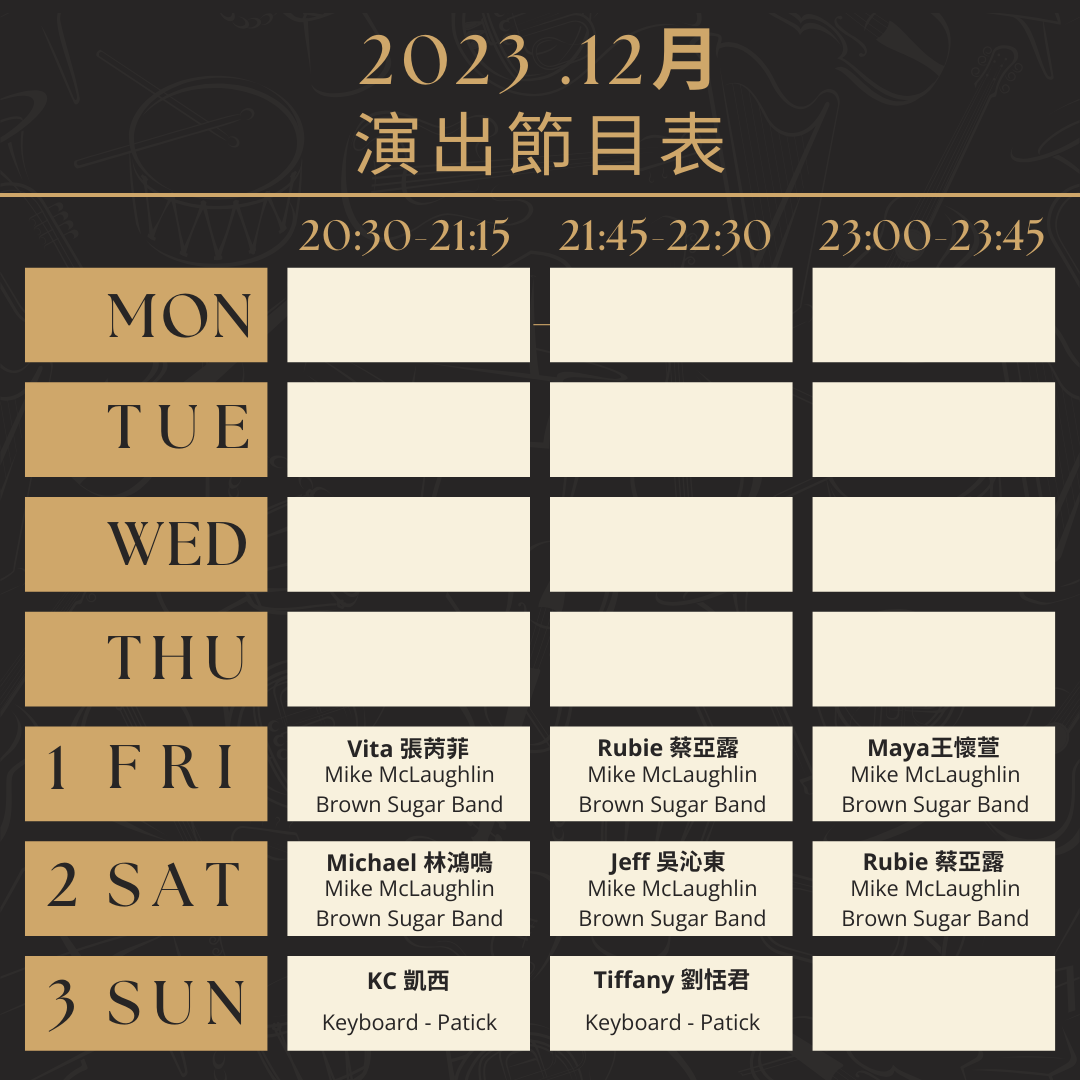 2023 .12月
演出節目表
20:30-21:15 21:45-22:30 23:00-23:45
MON
TUE
WED
THU
1 FRI
Vita 張芮菲
Mike McLaughlin
Brown Sugar Band
Rubie 蔡亞露
Mike McLaughlin
Brown Sugar Band
Maya王懷萱
Mike McLaughlin
Brown Sugar Band
2 SAT
Michael 林鴻鳴
Mike McLaughlin
Brown Sugar Band
Jeff 吳沁東
Mike McLaughlin
Brown Sugar Band
Rubie 蔡亞露
Mike McLaughlin
Brown Sugar Band
3 SUN
KC 凱西
Keyboard - Patick
Tiffany 劉恬君
Keyboard - Patick